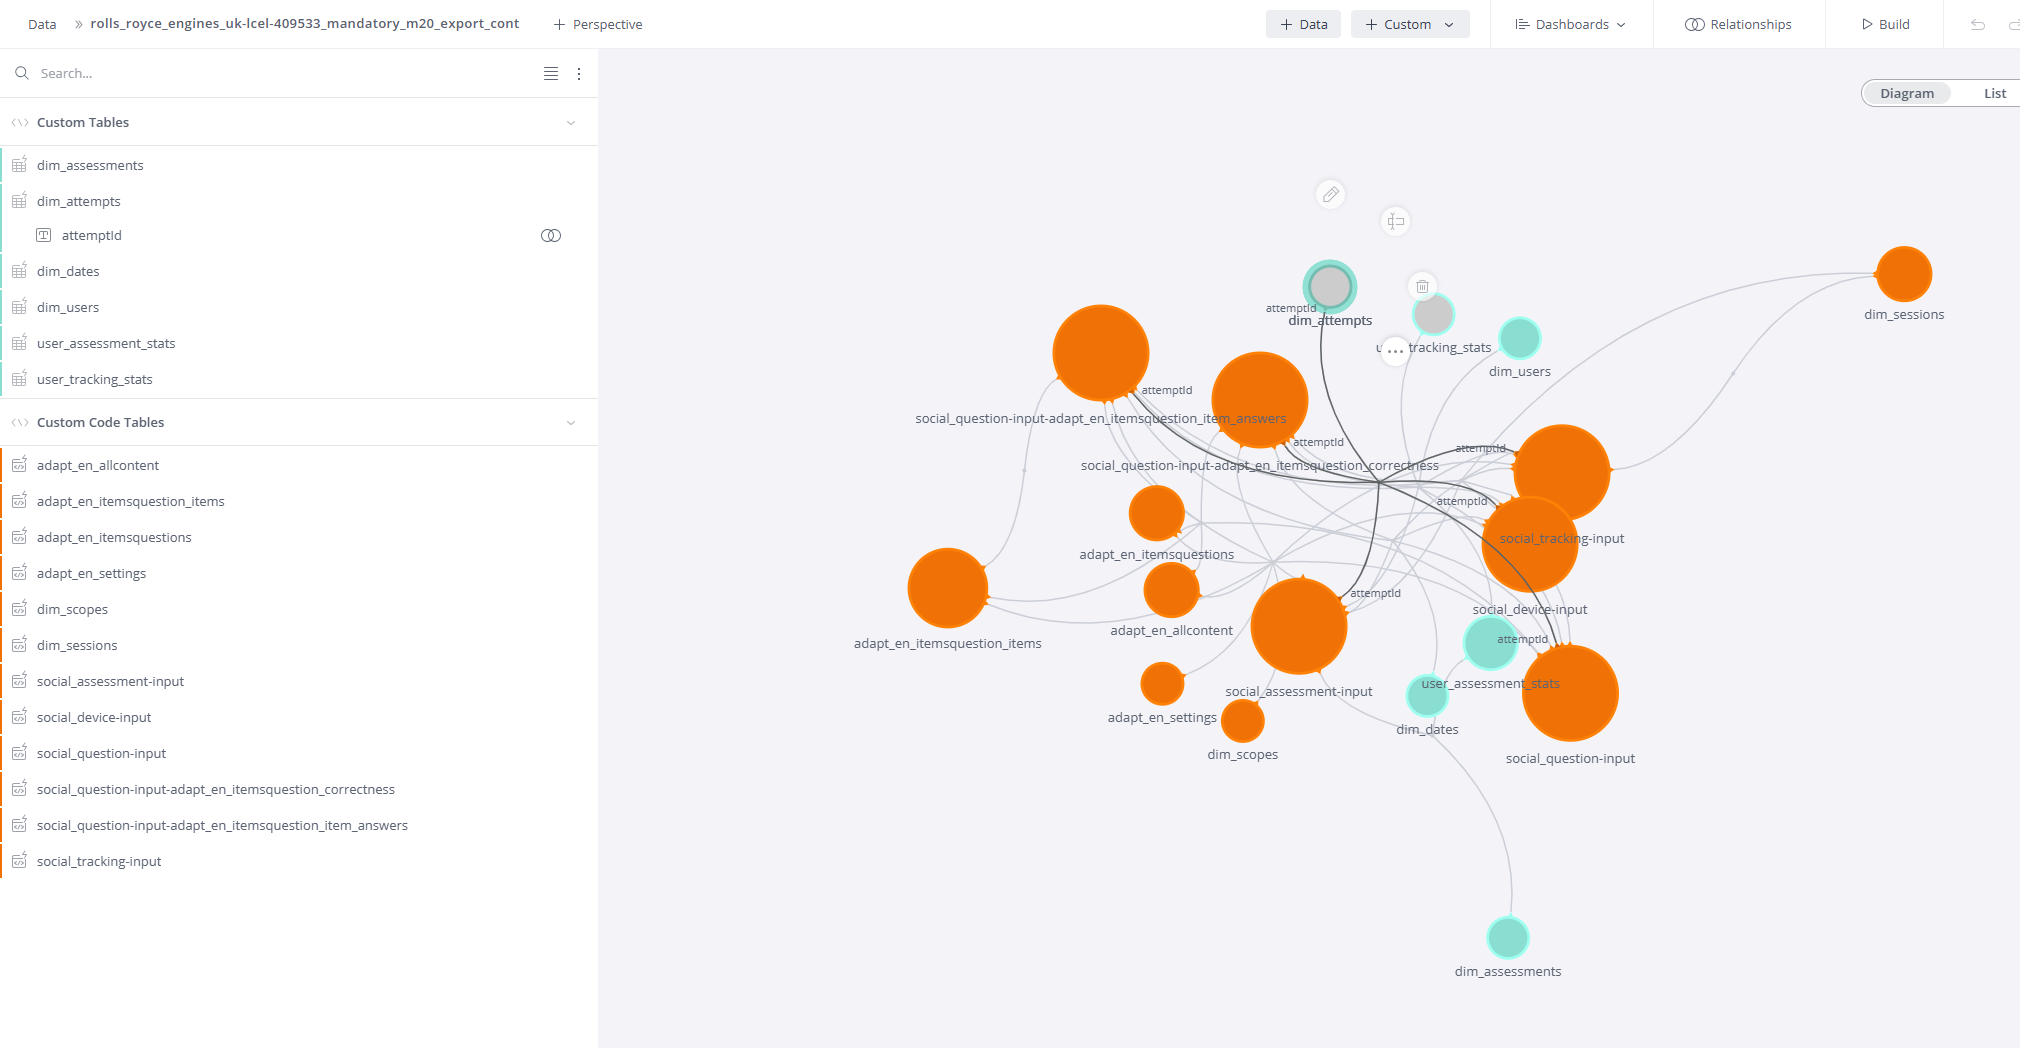 Data » rolls_royce_engines_uk-lcel-409533_mandatory_m20_export_cont + Perspective + Data + Custom Dashboards Relationships Build
Search...
Diagram List
Custom Tables
dim_assessments
dim_attempts
attemptId
dim_dates
dim_users
user_assessment_stats
user_tracking_stats
Custom Code Tables
adapt_en_allcontent
adapt_en_itemsquestion_items
adapt_en_itemsquestions
adapt_en_settings
dim_scopes
dim_sessions
social_assessment-input
social_device-input
social_question-input
social_question-input-adapt_en_itemsquestion_correctness
social_question-input-adapt_en_itemsquestion_item_answers
social_tracking-input
attemptId
dim_attempts
dim_sessions
tracking_stats
dim_users
attemptId
social_question-input-adapt_en_itemsquestion_item_answers
attemptId
attemptId
social_question-input-adapt_en_itemsquestion_correctness
attemptId
social_tracking-input
adapt_en_itemsquestions
attemptId
social_device-input
adapt_en_allcontent
attemptId
adapt_en_itemsquestion_items
user_assessment_stats
social_assessment-input
adapt_en_settings
dim_dates
dim_scopes
social_question-input
dim_assessments